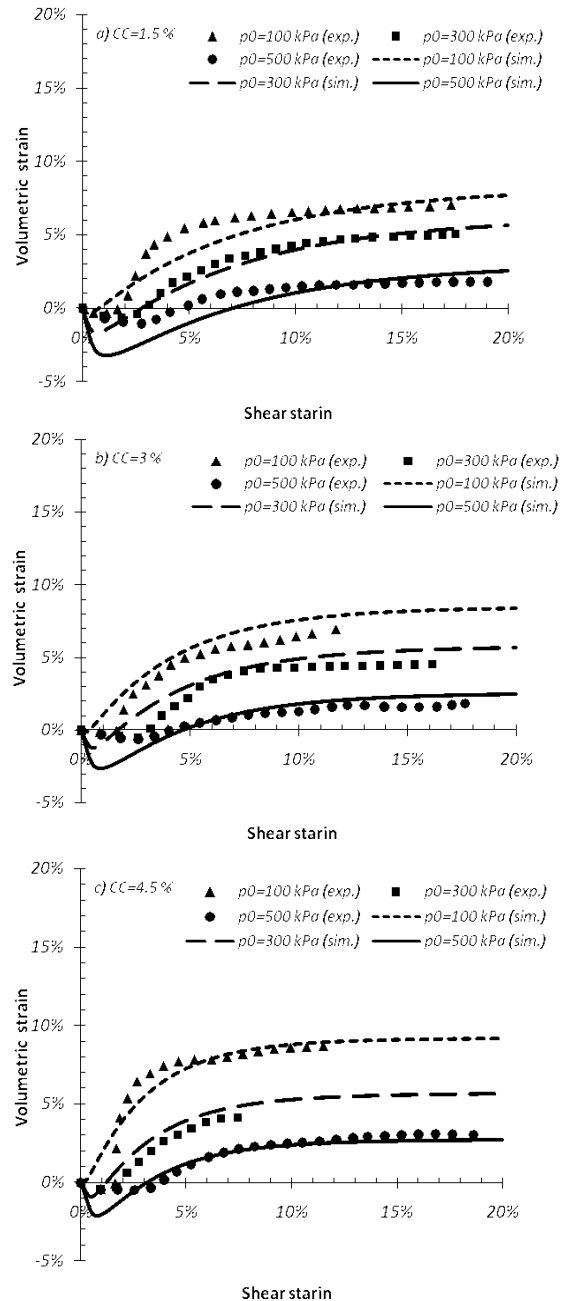 20%
a) CC=1.5 %
p0=100 kPa (exp.) p0=300 kPa (exp.)
p0=500 kPa (exp.) p0=100 kPa (sim.)
p0=300 kPa (sim.) p0=500 kPa (sim.)
15%
10%
5%
0%
-5%
Volumetric strain
0% 5% 10% 15% 20%
Shear starin
20%
b) CC=3 %
p0=100 kPa (exp.) p0=300 kPa (exp.)
p0=500 kPa (exp.) p0=100 kPa (sim.)
p0=300 kPa (sim.) p0=500 kPa (sim.)
15%
10%
5%
0%
-5%
Volumetric strain
0% 5% 10% 15% 20%
Shear starin
20%
c) CC=4.5 %
p0=100 kPa (exp.) p0=300 kPa (exp.)
p0=500 kPa (exp.) p0=100 kPa (sim.)
p0=300 kPa (sim.) p0=500 kPa (sim.)
15%
10%
5%
0%
-5%
Volumetric strain
0% 5% 10% 15% 20%
Shear starin